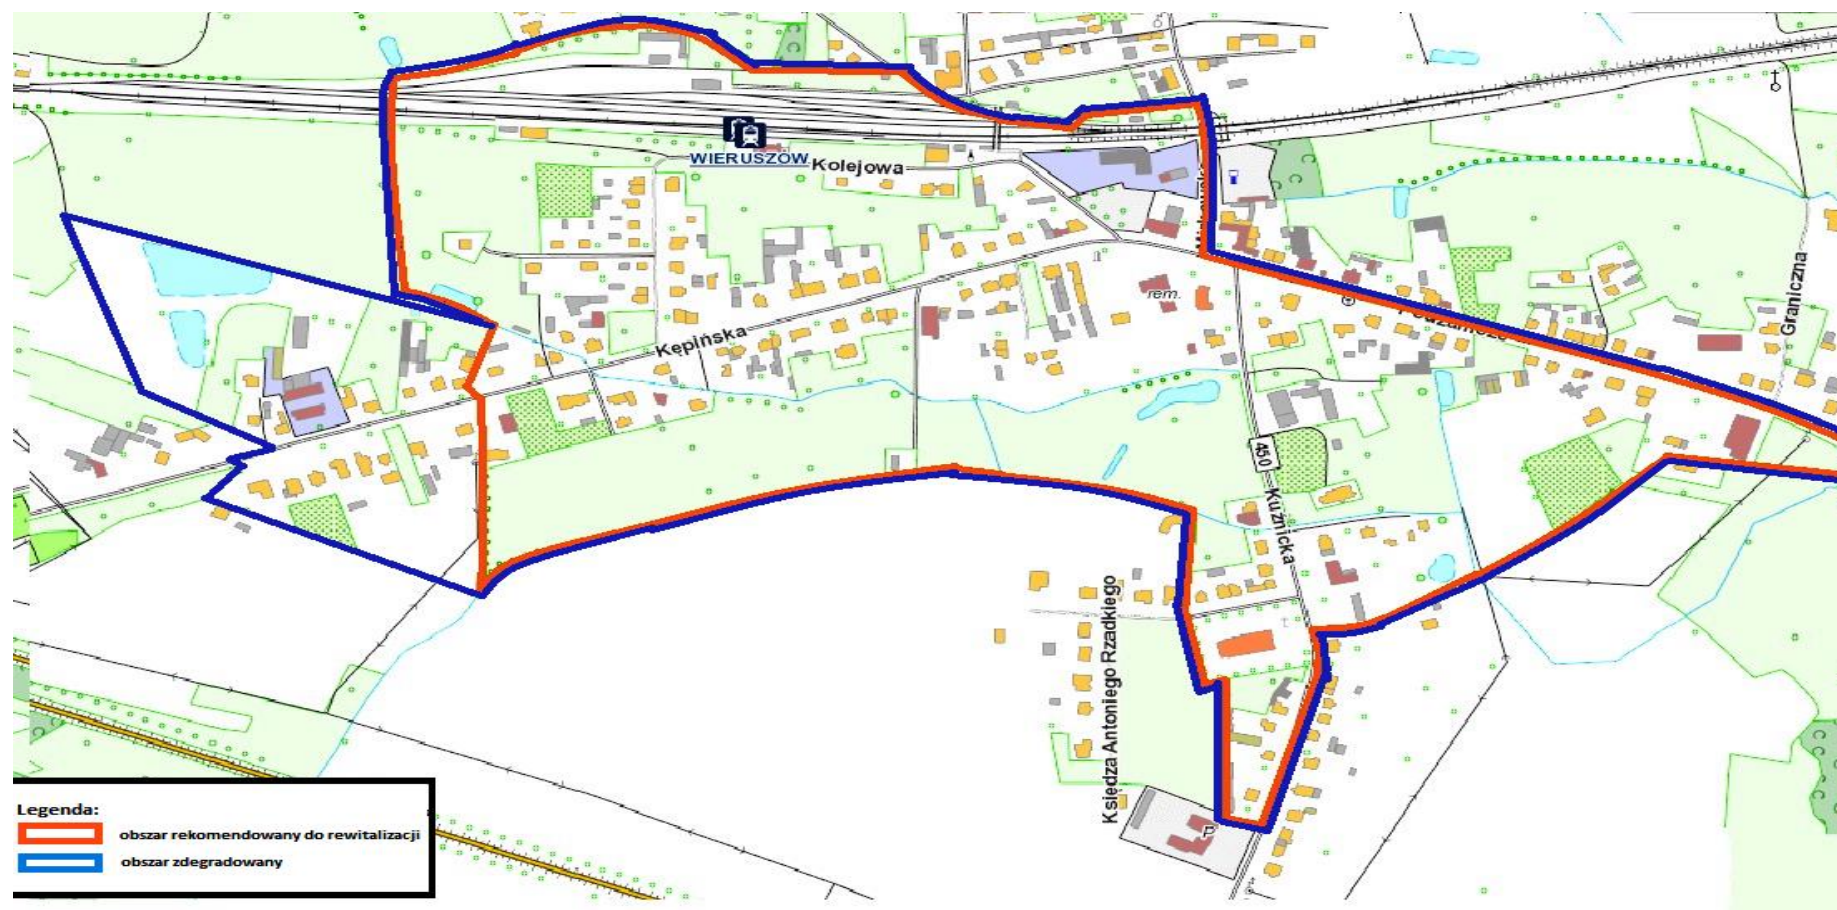 WIERUSZÓW
Kolejowa
Kępińska
rem.
Graniczna
450
Kuźnicka
Księdza Antoniego Rzadkiego
P
Legenda:
obszar rekomendowany do rewitalizacji
obszar zdegradowany